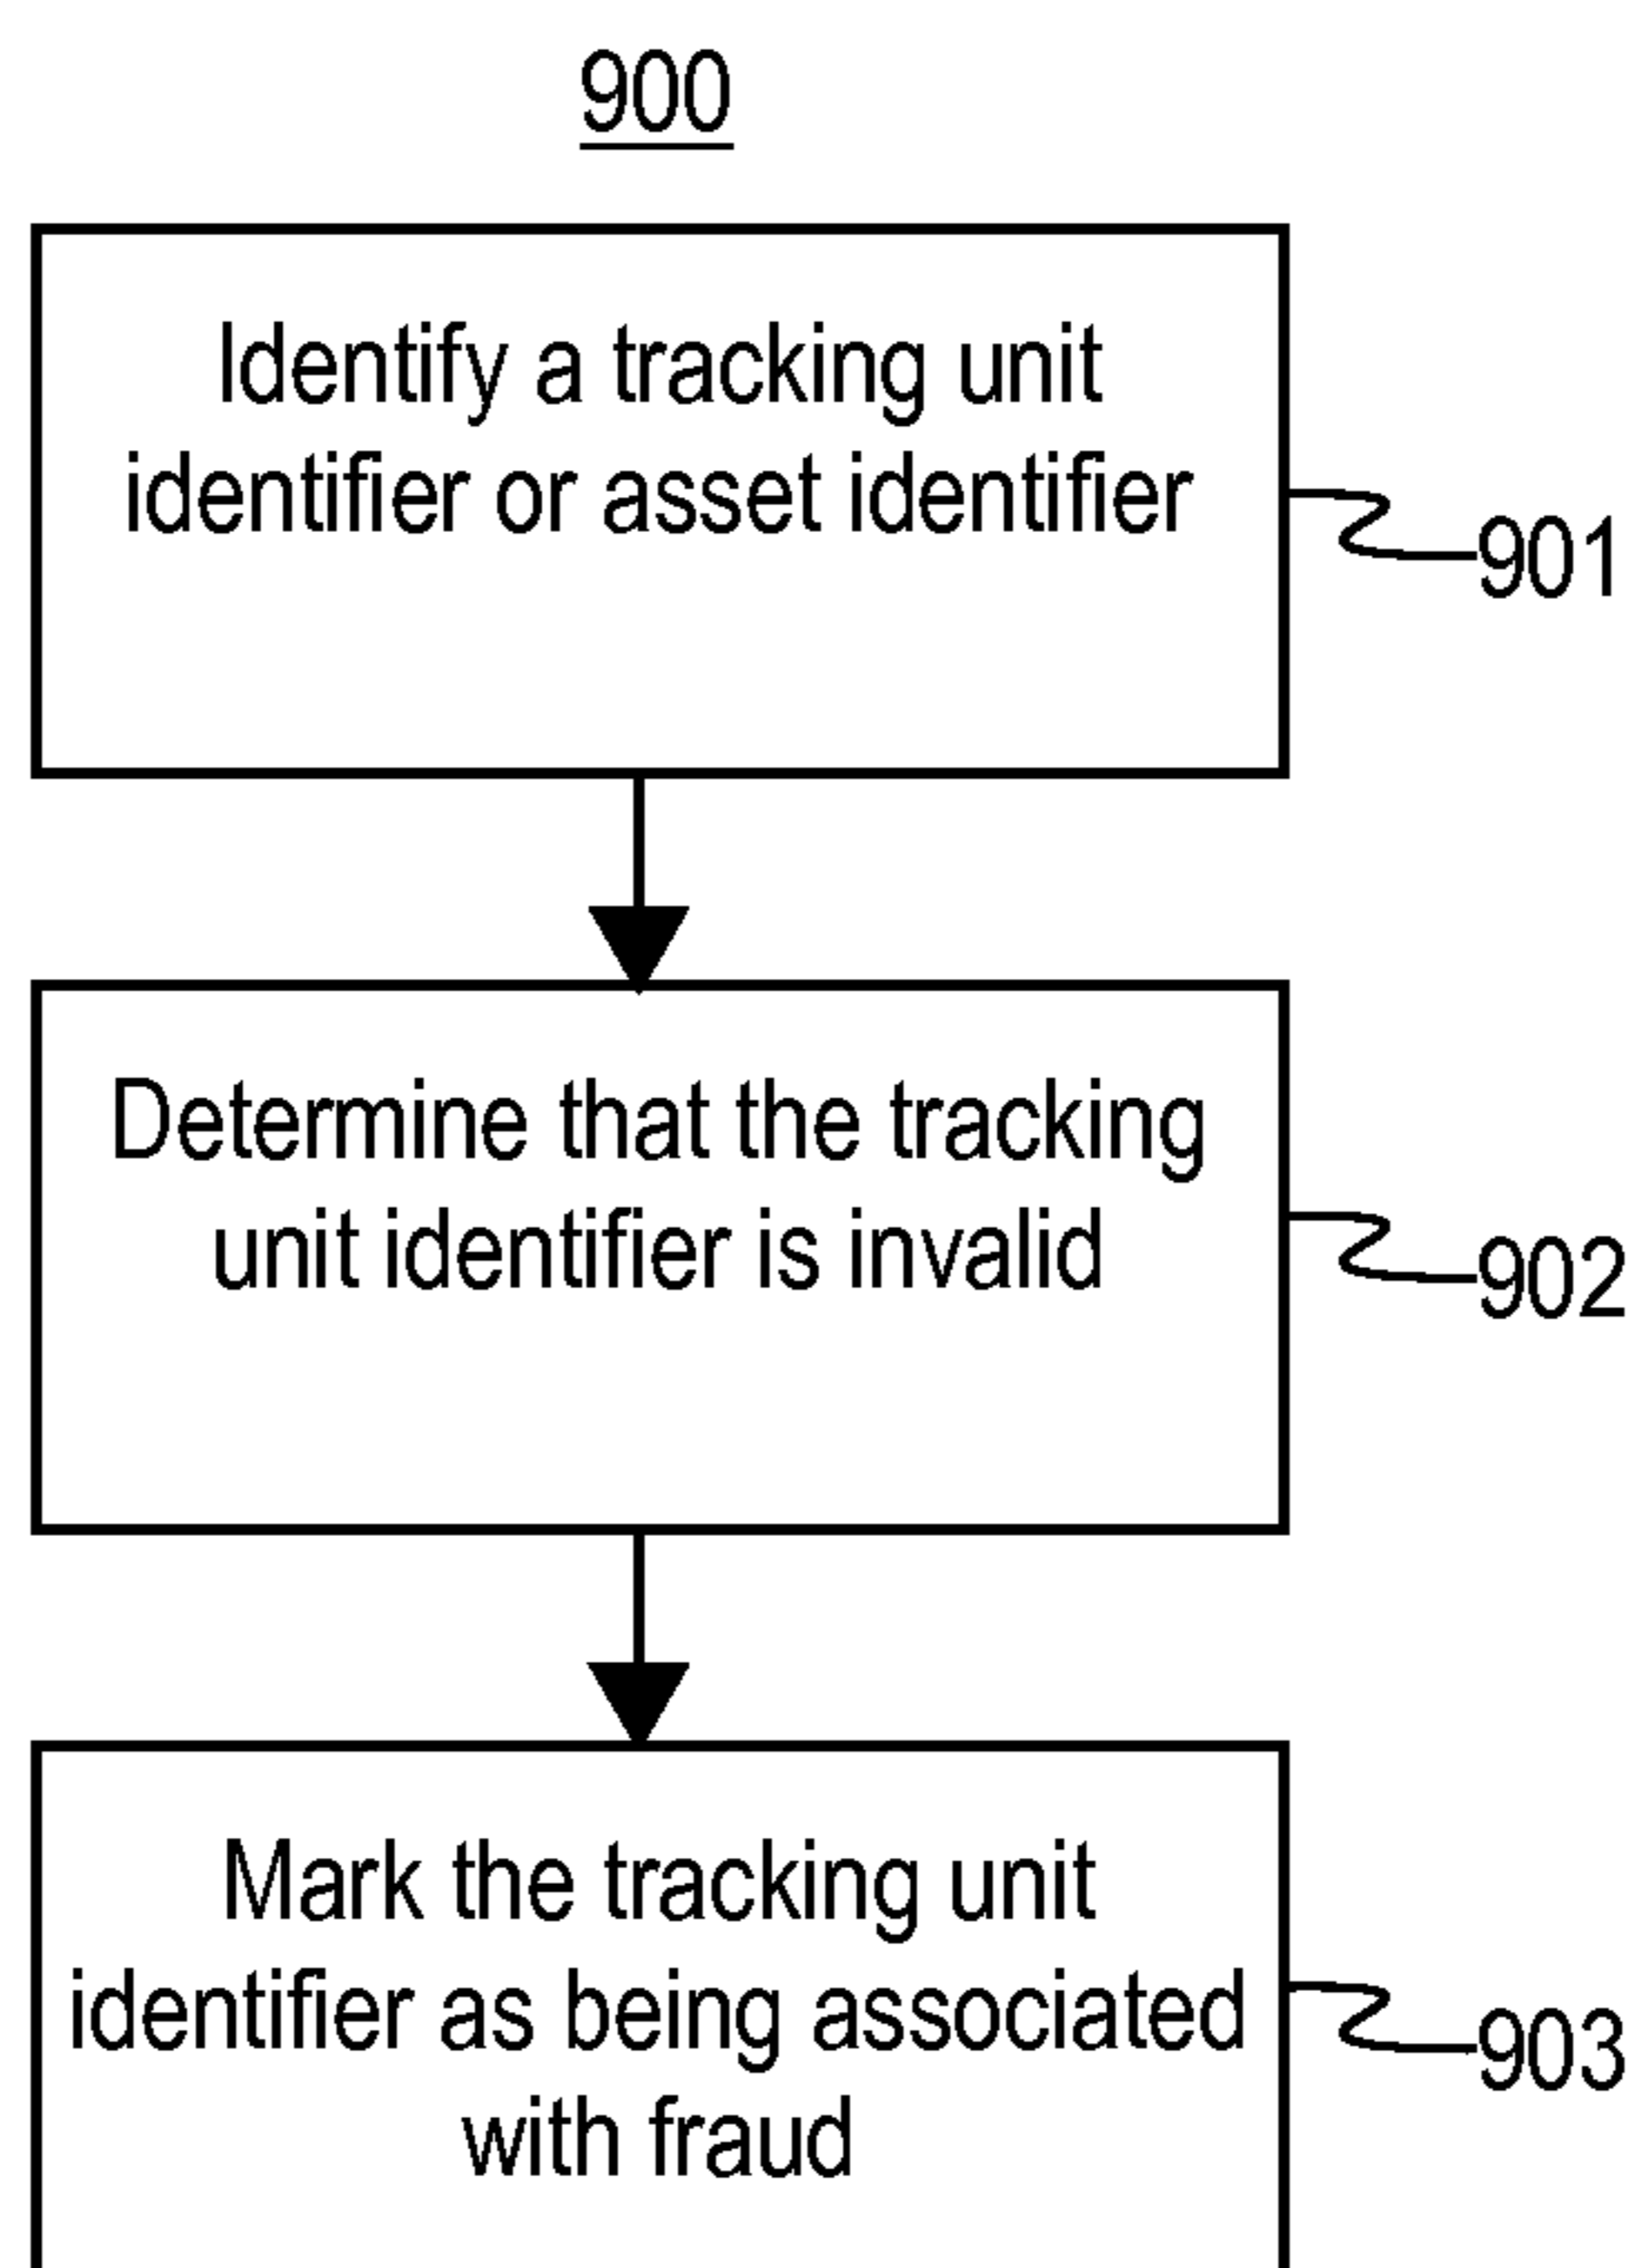 900
Identify a tracking unit
identifier or asset identifier
901
Determine that the tracking
unit identifier is invalid
902
Mark the tracking unit
identifier as being associated
with fraud
903